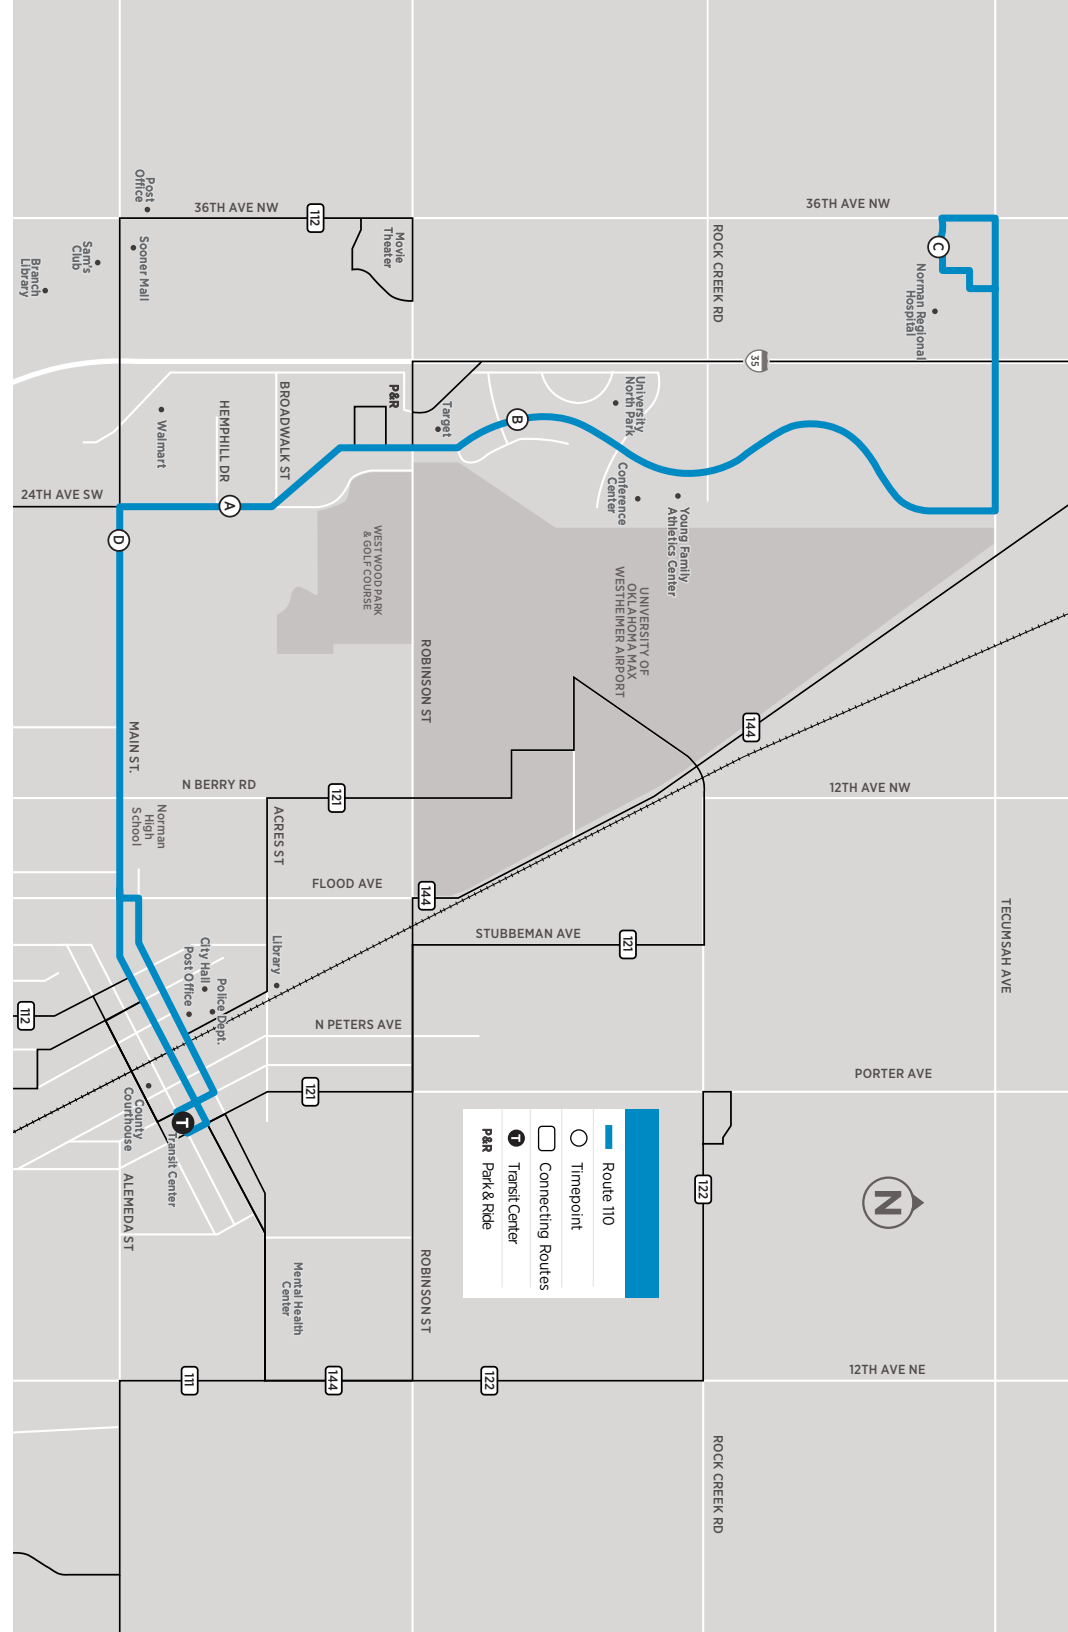 36TH AVE NW
36TH AVE NW
112
Post
Office
Sooner Mall
Sam's
Club
Branch
Library
Movie
Theater
ROCK CREEK RD
C
Norman Regional
Hospital
35
P&R
Target
B
University
North Park
Conference
Center
Young Family
Athletics Center
BROADWALK ST
HEMPHILL DR
Walmart
24TH AVE SW
A
D
WESTWOOD PARK
& GOLF COURSE
UNIVERSITY OF
OKLAHOMA MAX
WESTHEIMER AIRPORT
ROBINSON ST
MAIN ST.
144
N BERRY RD
121
12TH AVE NW
Norman
High
School
ACRES ST
FLOOD AVE
144
STUBBEMAN AVE
121
TECUMSAH AVE
Library
City Hall
Post Office
Police Dept.
112
N PETERS AVE
121
PORTER AVE
County
Courthouse
T
Transit Center
ALEMEDA ST
Route 110
Timepoint
Connecting Routes
T
Transit Center
P&R
Park & Ride
122
N
Mental Health
Center
ROBINSON ST
111
144
122
12TH AVE NE
ROCK CREEK RD